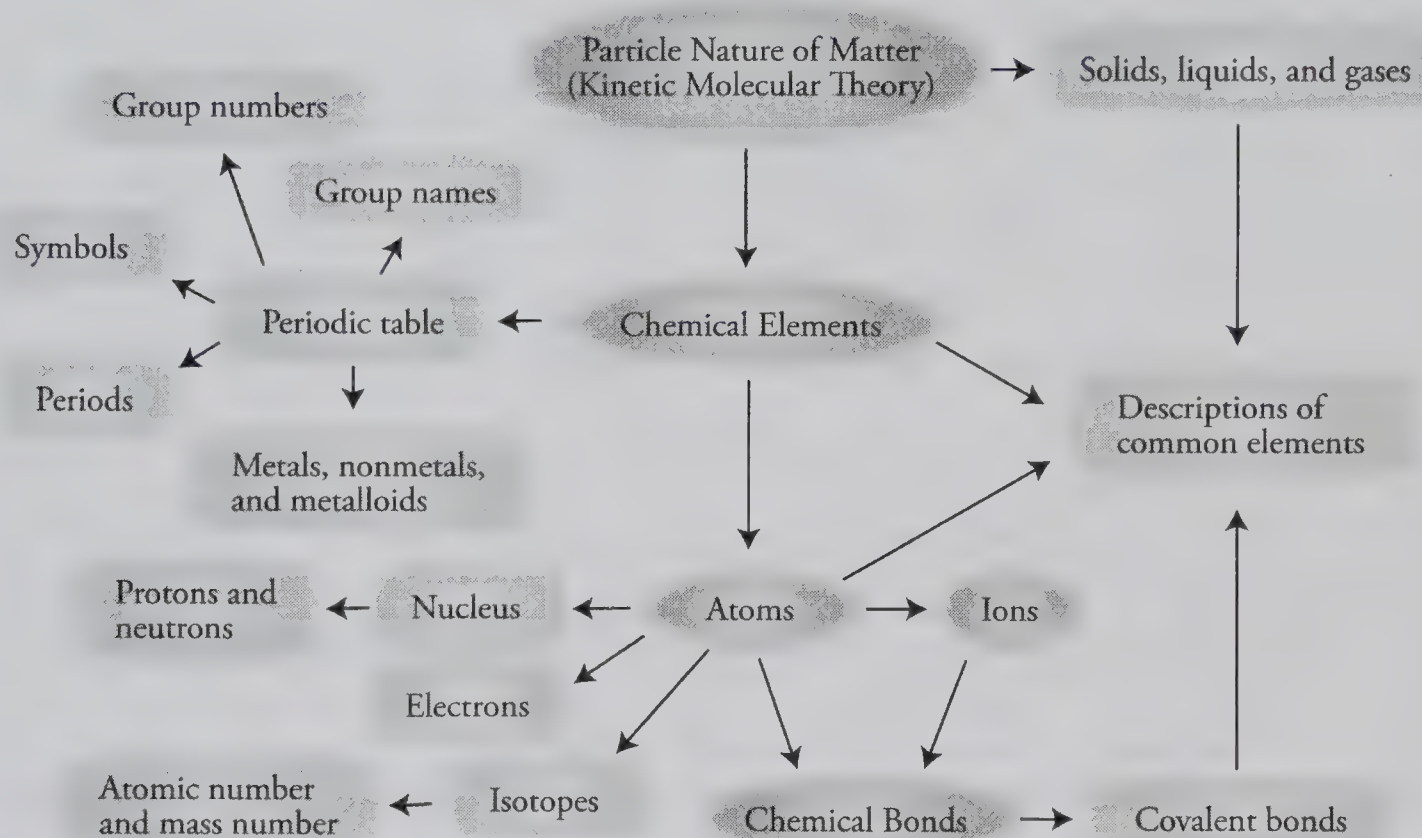 Particle Nature of Matter
(Kinetic Molecular Theory)
Solids, liquids, and gases
Group numbers
Group names
Symbols
Periodic table
Chemical Elements
Periods
Descriptions of
common elements
Metals, nonmetals,
and metalloids
Protons and
neutrons
Nucleus
Atoms
Ions
Electrons
Atomic number
and mass number
Isotopes
Chemical Bonds
Covalent bonds